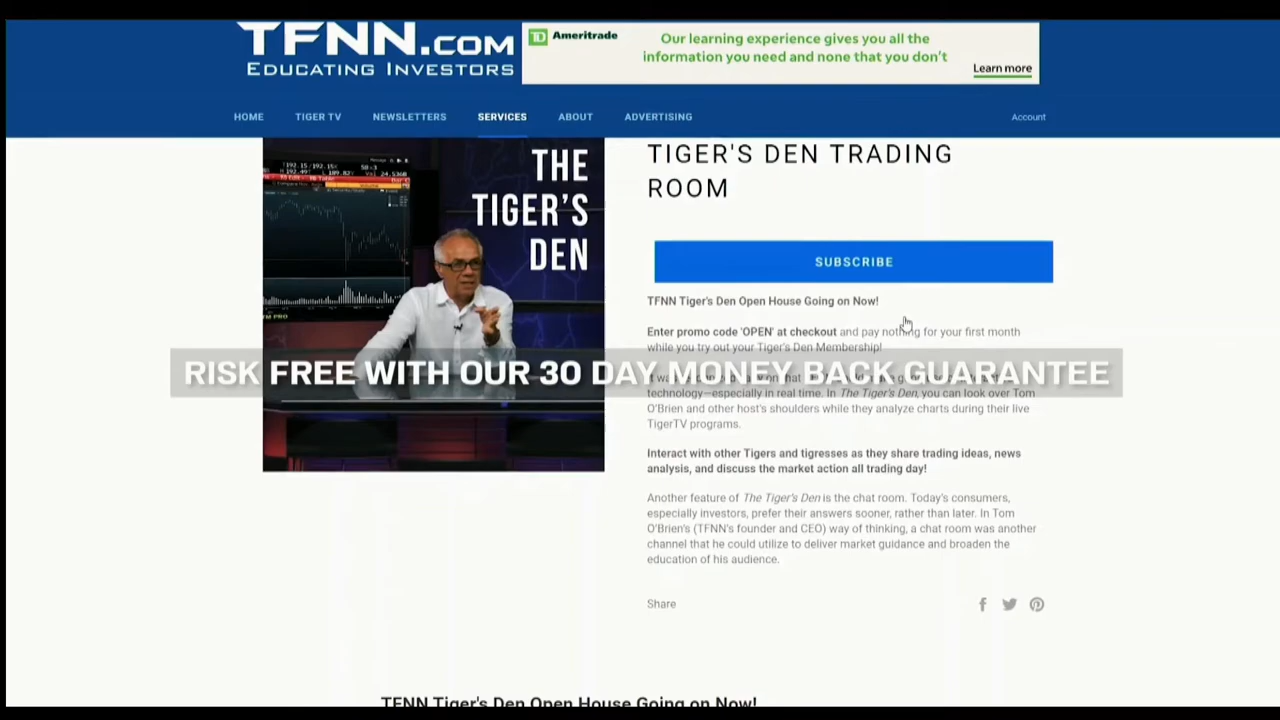 TFNN.COM
EDUCATING INVESTORS
Ameritrade
Our learning experience gives you all the
information you need and none that you don't
Learn more
HOME TIGER TV NEWSLETTERS SERVICES ABOUT ADVERTISING Account
THE
TIGER'S
DEN
TIGER'S DEN TRADING
ROOM
SUBSCRIBE
TFNN Tiger's Den Open House Going on Now!
Enter promo code 'OPEN' at checkout and pay nothing for your first month
while you try out your Tiger's Den Membership!
RISK FREE WITH OUR 30 DAY MONEY BACK GUARANTEE
technology—especially in real time. In The Tiger's Den, you can look over Tom
O'Brien and other host's shoulders while they analyze charts during their live
TigerTV programs.
Interact with other Tigers and tigresses as they share trading ideas, news
analysis, and discuss the market action all trading day!
Another feature of The Tiger's Den is the chat room. Today's consumers,
especially investors, prefer their answers sooner, rather than later. In Tom
O'Brien's (TFNN's founder and CEO) way of thinking, a chat room was another
channel that he could utilize to deliver market guidance and broaden the
education of his audience.
Share
TFNN Tiger's Den Open House Going on Now!